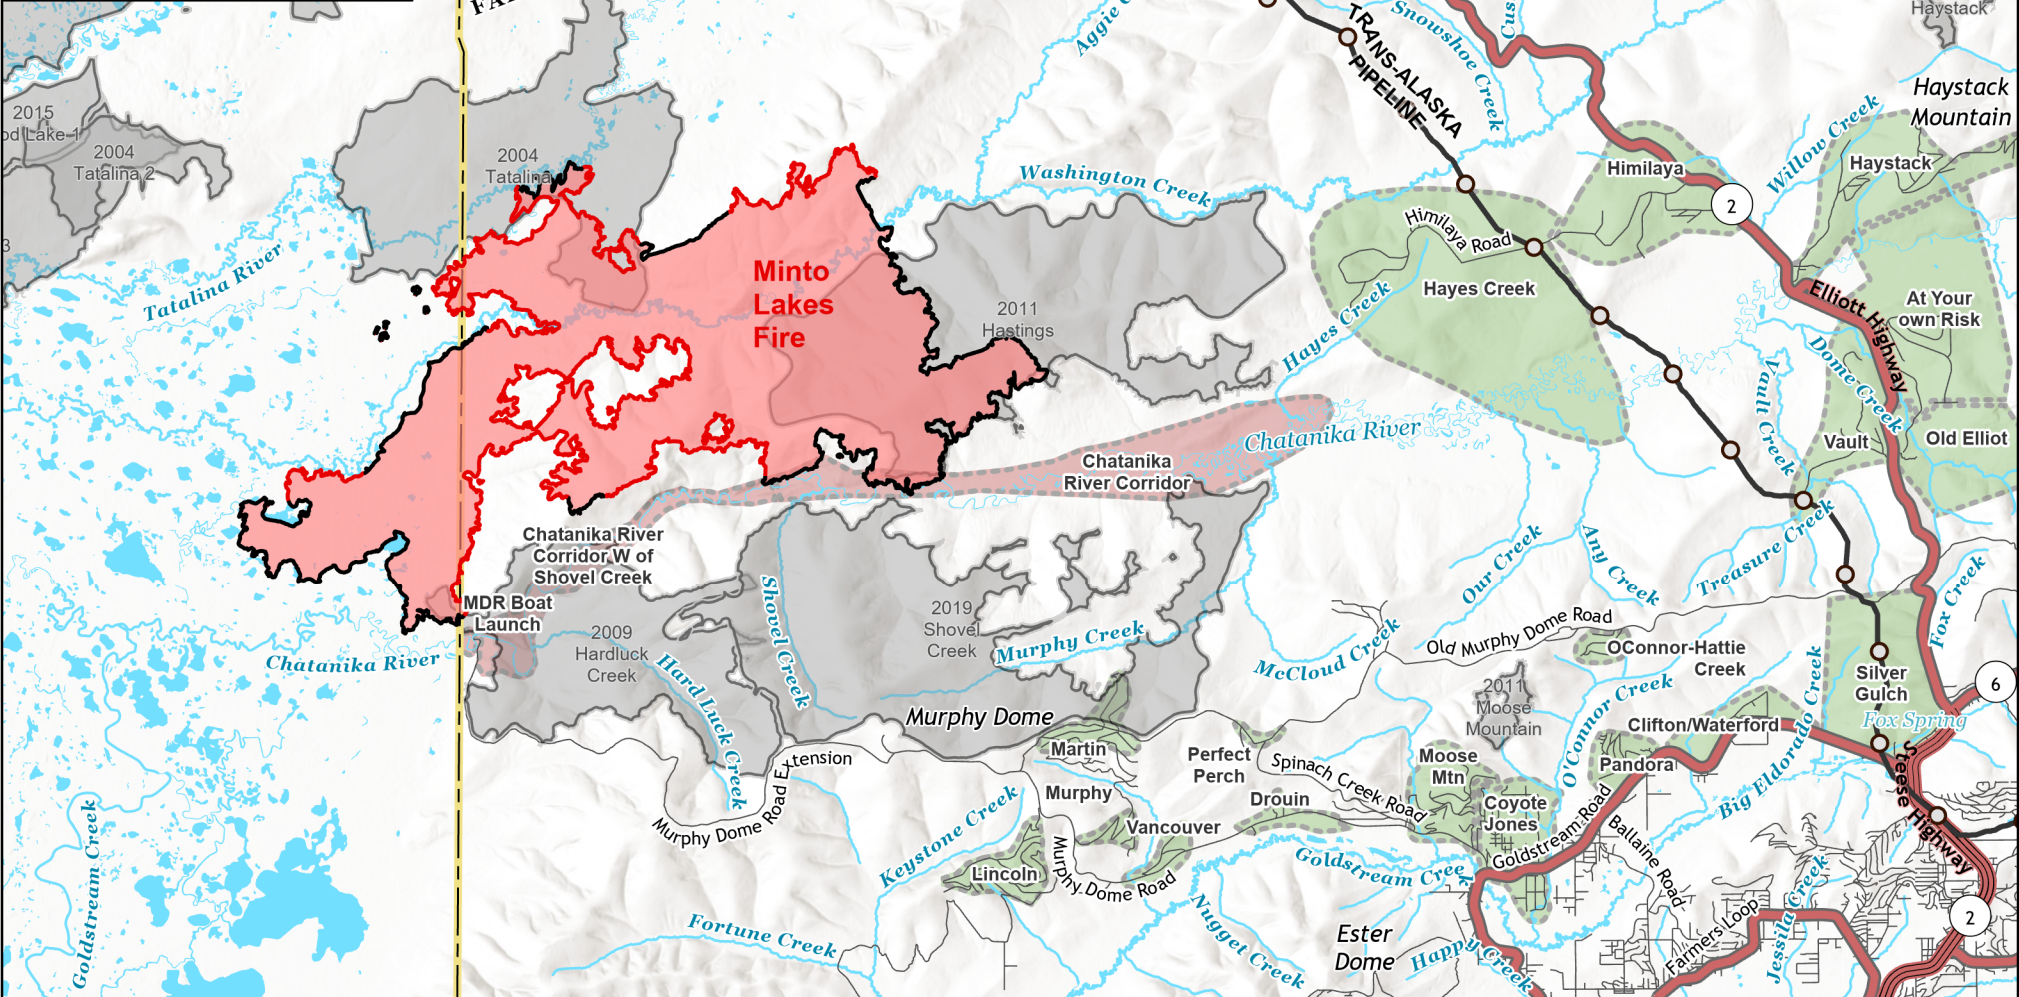 Aggie
Snowshoe Creek
Cus
TRANS-ALASKA
PIPELINE
Haystack
Haystack
Mountain
2015
od Lake 1
2004
Tatalina 2
3
2004
Tatalina
Washington Creek
Himilaya
Willow Creek
Haystack
2
Himilaya Road
Tatalina River
Minto
Lakes
Fire
2011
Hastings
Hayes Creek
Hayes Creek
Elliott Highway
At Your
own Risk
Dome Creek
Vault Creek
Vault
Old Elliot
Chatanika River
Chatanika
River Corridor
Chatanika River
Corridor W of
Shovel Creek
MDR Boat
Launch
Treasure Creek
Our Creek
Any Creek
Fox Creek
2009
Hardluck
Creek
Shovel Creek
2019
Shovel
Creek
Murphy Creek
McCloud Creek
Old Murphy Dome Road
OConnor-Hattie
Creek
Chatanika River
Hard Luck Creek
Murphy Dome
2011
Moose
Mountain
O'Connor Creek
Silver
Gulch
6
Fox Spring
Clifton/Waterford
Big Eldorado Creek
Martin
Perfect
Perch
Spinach Creek Road
Moose
Mtn
Pandora
Steese Highway
Murphy Dome Road Extension
Murphy
Drouin
Coyote
Jones
Goldstream Road
Ballaine Road
Keystone Creek
Vancouver
Lincoln
Murphy Dome Road
Goldstream Creek
Goldstream Creek
Fortune Creek
Nugget Creek
Ester
Dome
Happy Creek
Farmers Loop
Jessila Creek
2